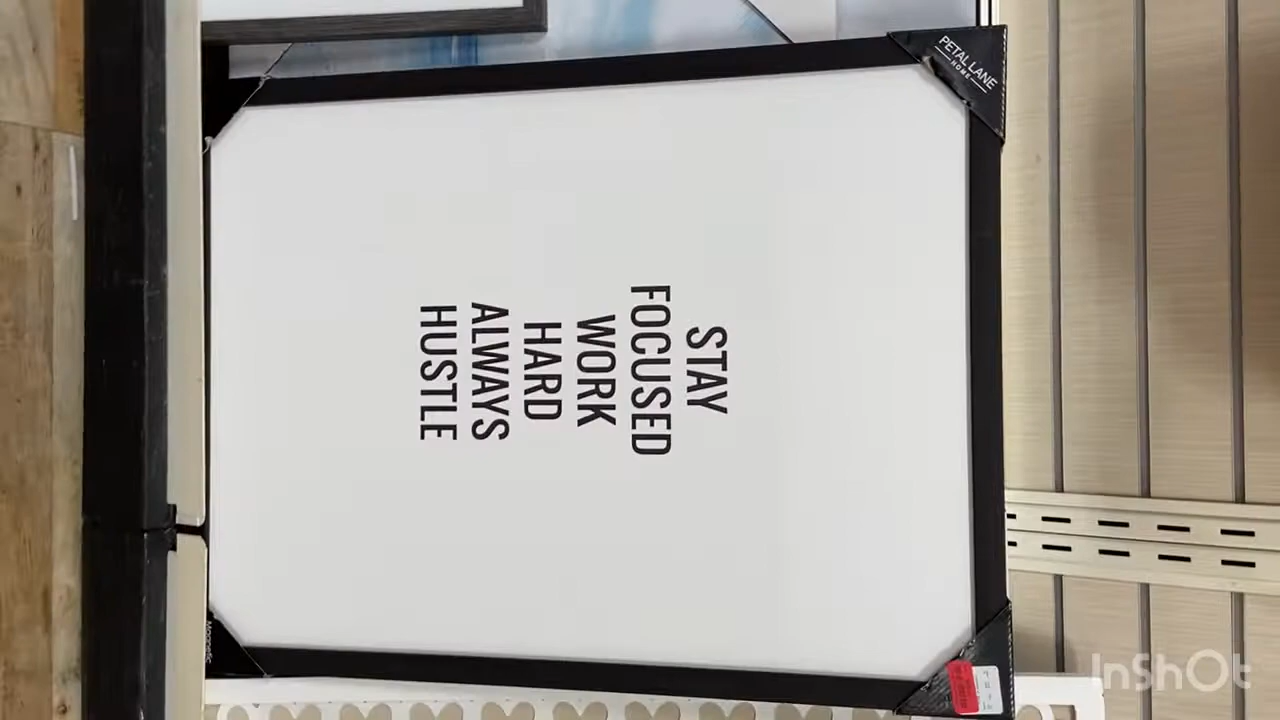 STAY
FOCUSED
WORK
HARD
ALWAYS
HUSTLE
PETAL LANE
HOME
InShOt